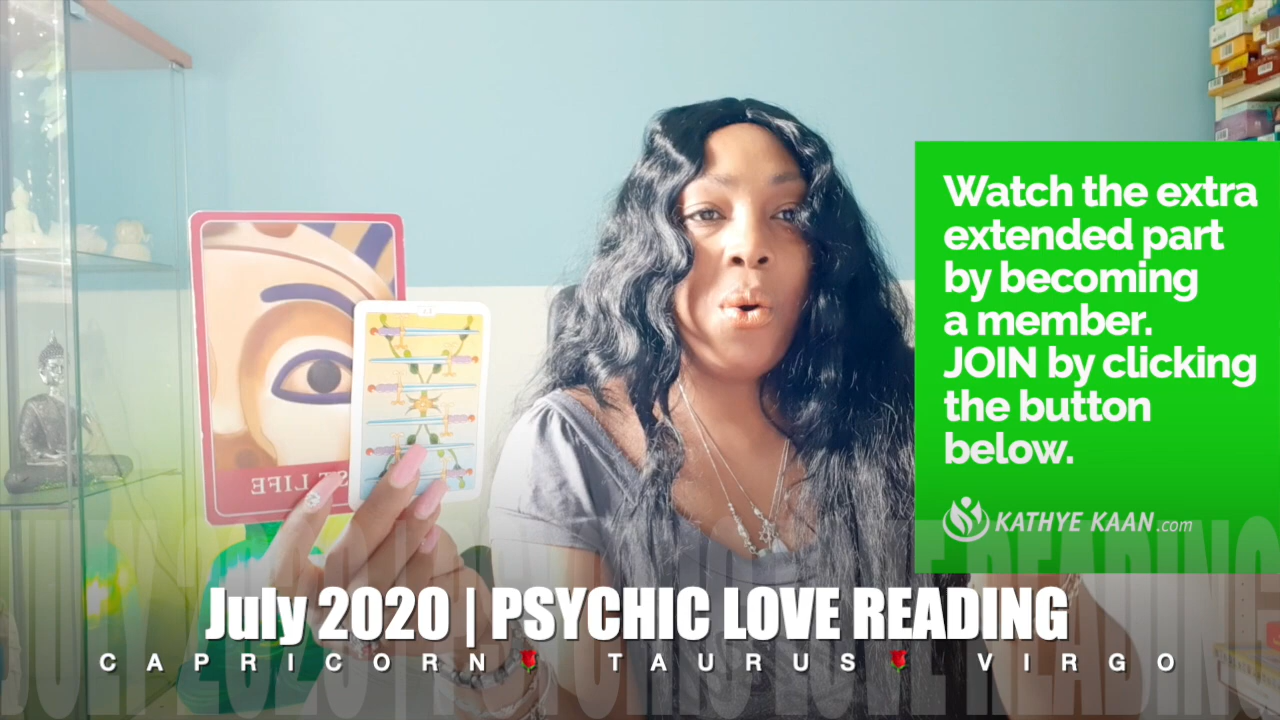 Watch the extra
extended part
by becoming
a member.
JOIN by clicking
the button
below.
KATHYE KAAN.com
LIFE
July 2020 | PSYCHIC LOVE READING
CAPRICORN🌹TAURUS🌹VIRGO